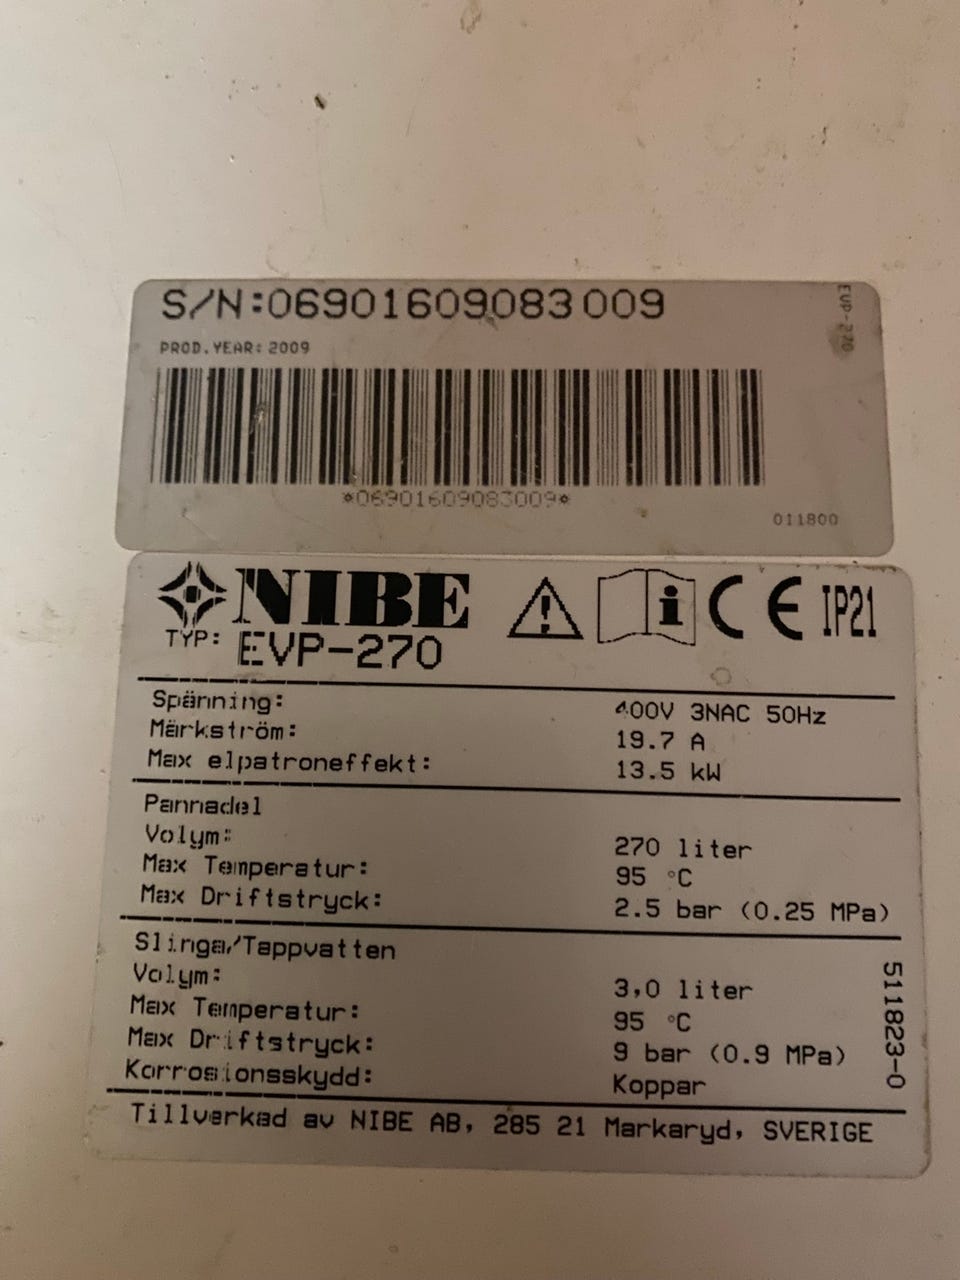 S/N:06901609083009
EVP-270
PROD.YEAR: 2009
*06901609083009*
011800
NIBE
i
CE IP21
TYP: EVP-270
Spänning: 400V 3NAC 50Hz
Märkström: 19.7 A
Max elpatroneffekt: 13.5 kW
Pannadel
Volym: 270 liter
Max Temperatur: 95 °C
Max Driftstryck: 2.5 bar (0.25 MPa)
Slinga/Tappvatten
Volym: 3,0 liter
Max Temperatur: 95 °C
Max Driftstryck: 9 bar (0.9 MPa)
Korrosionsskydd: Koppar
511823-0
Tillverkad av NIBE AB, 285 21 Markaryd, SVERIGE